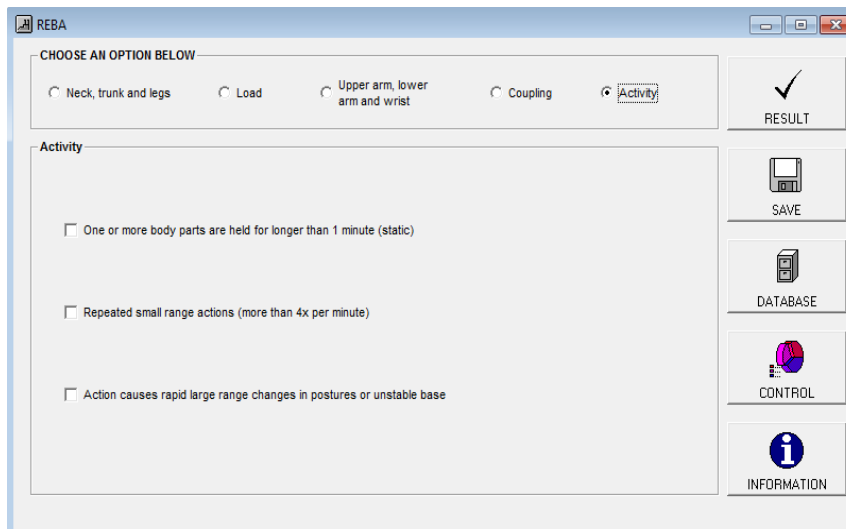 REBA
CHOOSE AN OPTION BELOW
Neck, trunk and legs
Load
Upper arm, lower
arm and wrist
Coupling
Activity
RESULT
Activity
SAVE
One or more body parts are held for longer than 1 minute (static)
DATABASE
Repeated small range actions (more than 4x per minute)
CONTROL
Action causes rapid large range changes in postures or unstable base
INFORMATION